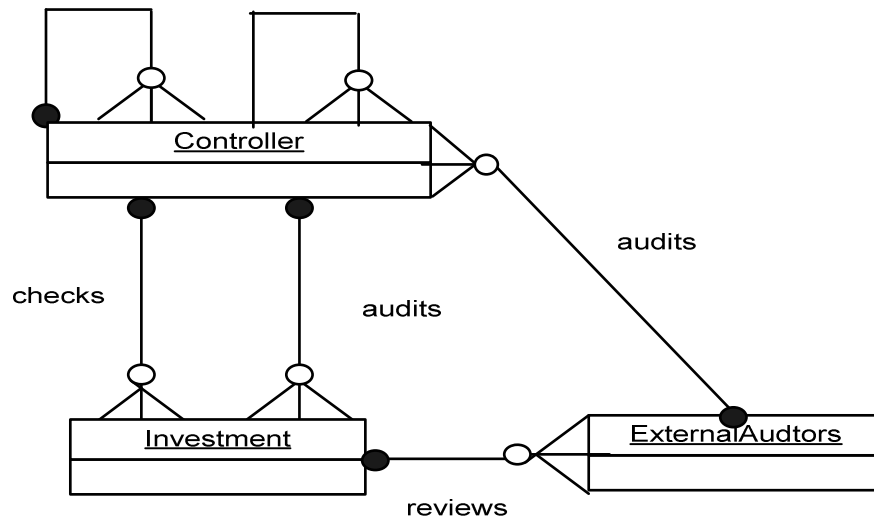 Controller
audits
checks
audits
Investment
ExternalAudtors
reviews